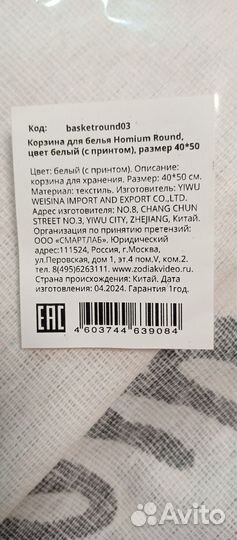 Код: basketround03
Корзина для белья Homium Round,
цвет белый (с принтом), размер 40*50
Цвет: белый (с принтом). Описание:
корзина для хранения. Размер: 40*50 см.
Материал: текстиль. Изготовитель: YIWU
WEISINA IMPORT AND EXPORT CO.,LTD.
Адрес изготовителя: NO.8, CHANG CHUN
STREET NO.3, YIWU CITY, ZHEJIANG, Китай.
Организация по принятию претензий:
ООО «СМАРТЛАБ». Юридический
адрес:111524, Россия, г.Москва,
ул.Перовская, дом 1, эт.4 пом.V, ком.2.
тел. 8(495)6263111. www.zodiakvideo.ru.
Страна происхождения: Китай. Дата
изготовления: 04.2024. Гарантия 1год.
EAC
4603744639084
Avito